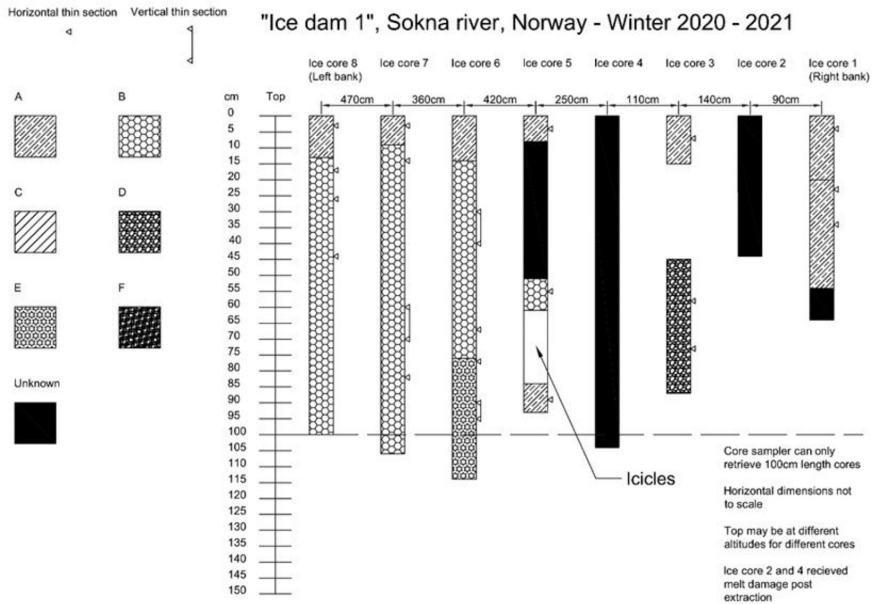 Horizontal thin section
Vertical thin section
"Ice dam 1", Sokna river, Norway - Winter 2020 - 2021
Ice core 8
(Left bank)
Ice core 7
Ice core 6
Ice core 5
Ice core 4
Ice core 3
Ice core 2
Ice core 1
(Right bank)
A
B
cm
Top
470cm
360cm
420cm
250cm
110cm
140cm
90cm
C
D
E
F
Unknown
0
5
10
15
20
25
30
35
40
45
50
55
60
65
70
75
80
85
90
95
100
105
110
115
120
125
130
135
140
145
150
Icicles
Core sampler can only
retrieve 100cm length cores
Horizontal dimensions not
to scale
Top may be at different
altitudes for different cores
Ice core 2 and 4 recieved
melt damage post
extraction